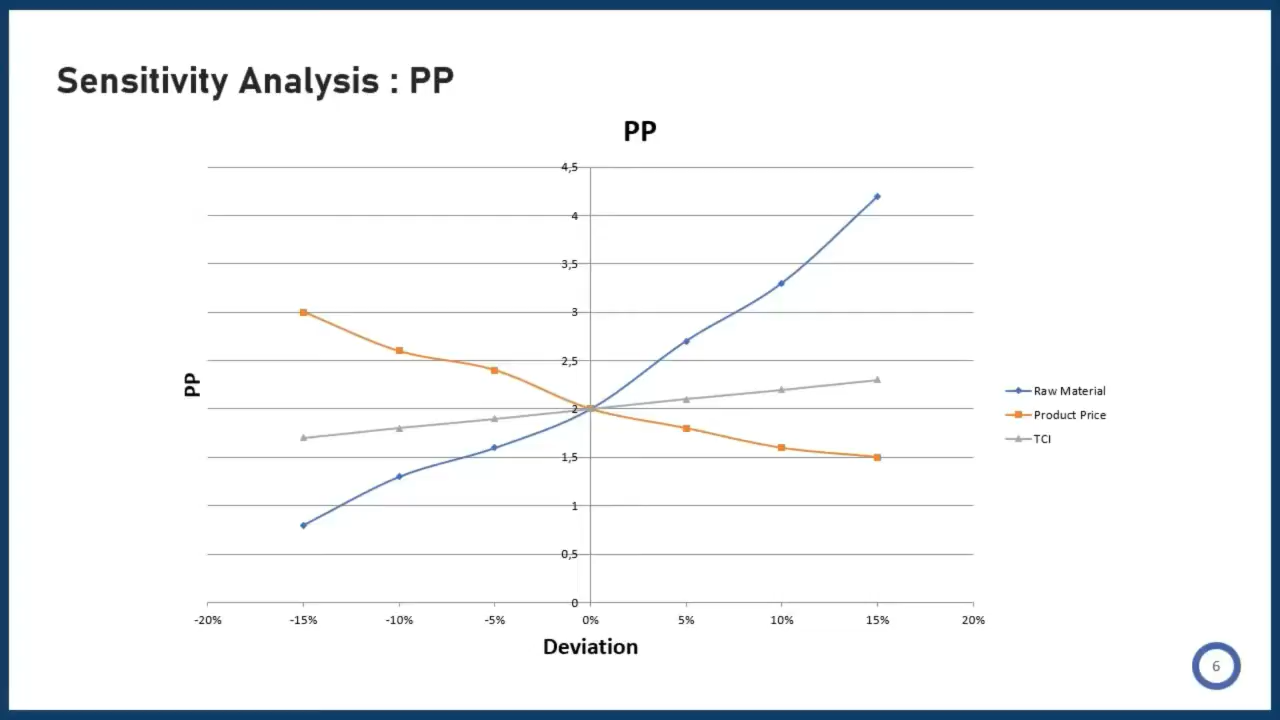 Sensitivity Analysis : PP
PP
4,5
4
3,5
3
2,5
2
1,5
1
0,5
0
PP
-20% -15% -10% -5% 0% 5% 10% 15% 20%
Deviation
Raw Material
Product Price
TCI
6